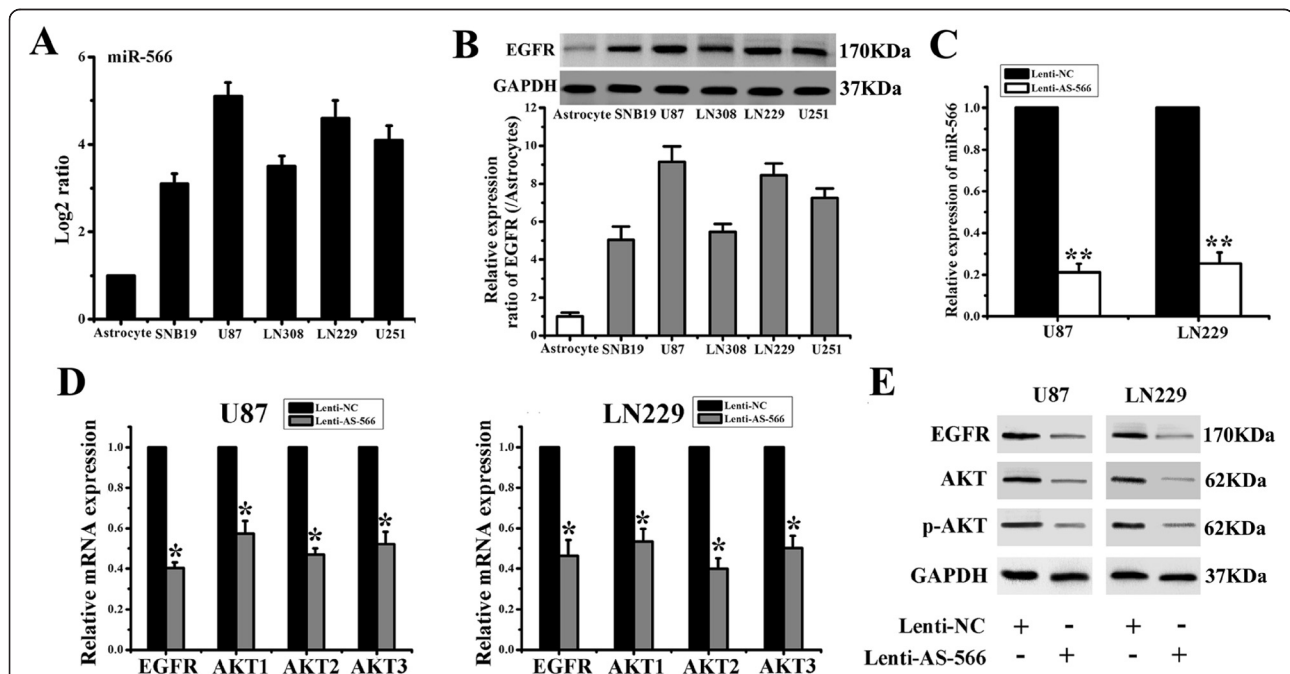 A
miR-566
Log2 ratio
6
4
2
0
Astrocyte SNB19 U87 LN308 LN229 U251
B
EGFR 170KDa
GAPDH 37KDa
Astrocyte SNB19 U87 LN308 LN229 U251
Relative expression
ratio of EGFR (/Astrocytes)
12
10
8
6
4
2
0
Astrocyte SNB19 U87 LN308 LN229 U251
C
Lenti-NC
Lenti-AS-566
Relative expression of miR-566
1.0
0.8
0.6
0.4
0.2
0.0
** **
U87 LN229
D
U87
Lenti-NC
Lenti-AS-566
Relative mRNA expression
1.0
0.8
0.6
0.4
0.2
0.0
* * * *
EGFR AKT1 AKT2 AKT3
LN229
Lenti-NC
Lenti-AS-566
Relative mRNA expression
1.0
0.8
0.6
0.4
0.2
0.0
* * * *
EGFR AKT1 AKT2 AKT3
E
U87 LN229
EGFR 170KDa
AKT 62KDa
p-AKT 62KDa
GAPDH 37KDa
Lenti-NC + - + -
Lenti-AS-566 - + - +